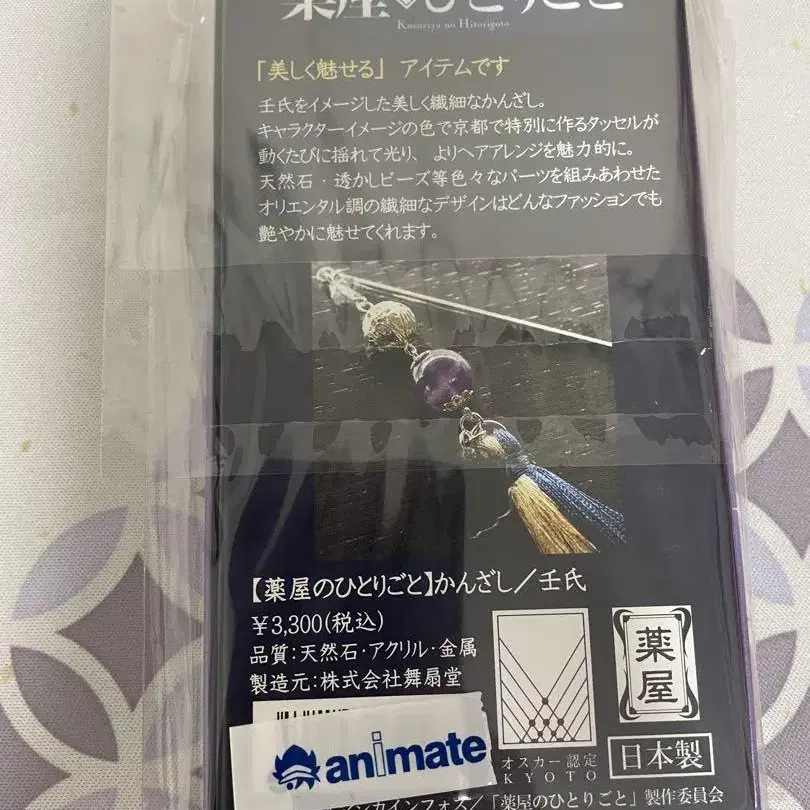 薬屋のひとりごと
Kusuriya no Hitorigoto
「美しく魅せる」アイテムです
壬氏をイメージした美しく繊細なかんざし。
キャラクターイメージの色で京都で特別に作るタッセルが
動くたびに揺れて光り、よりヘアアレンジを魅力的に。
天然石・透かしビーズ等色々なパーツを組みあわせた
オリエンタル調の繊細なデザインはどんなファッションでも
艶やかに魅せてくれます。
【薬屋のひとりごと】かんざし/壬氏
¥3,300(税込)
品質:天然石・アクリル・金属
製造元:株式会社舞扇堂
薬屋
animate
オスカー認定
KYOTO
日本製
カインフォス/「薬屋のひとりごと」製作委員会